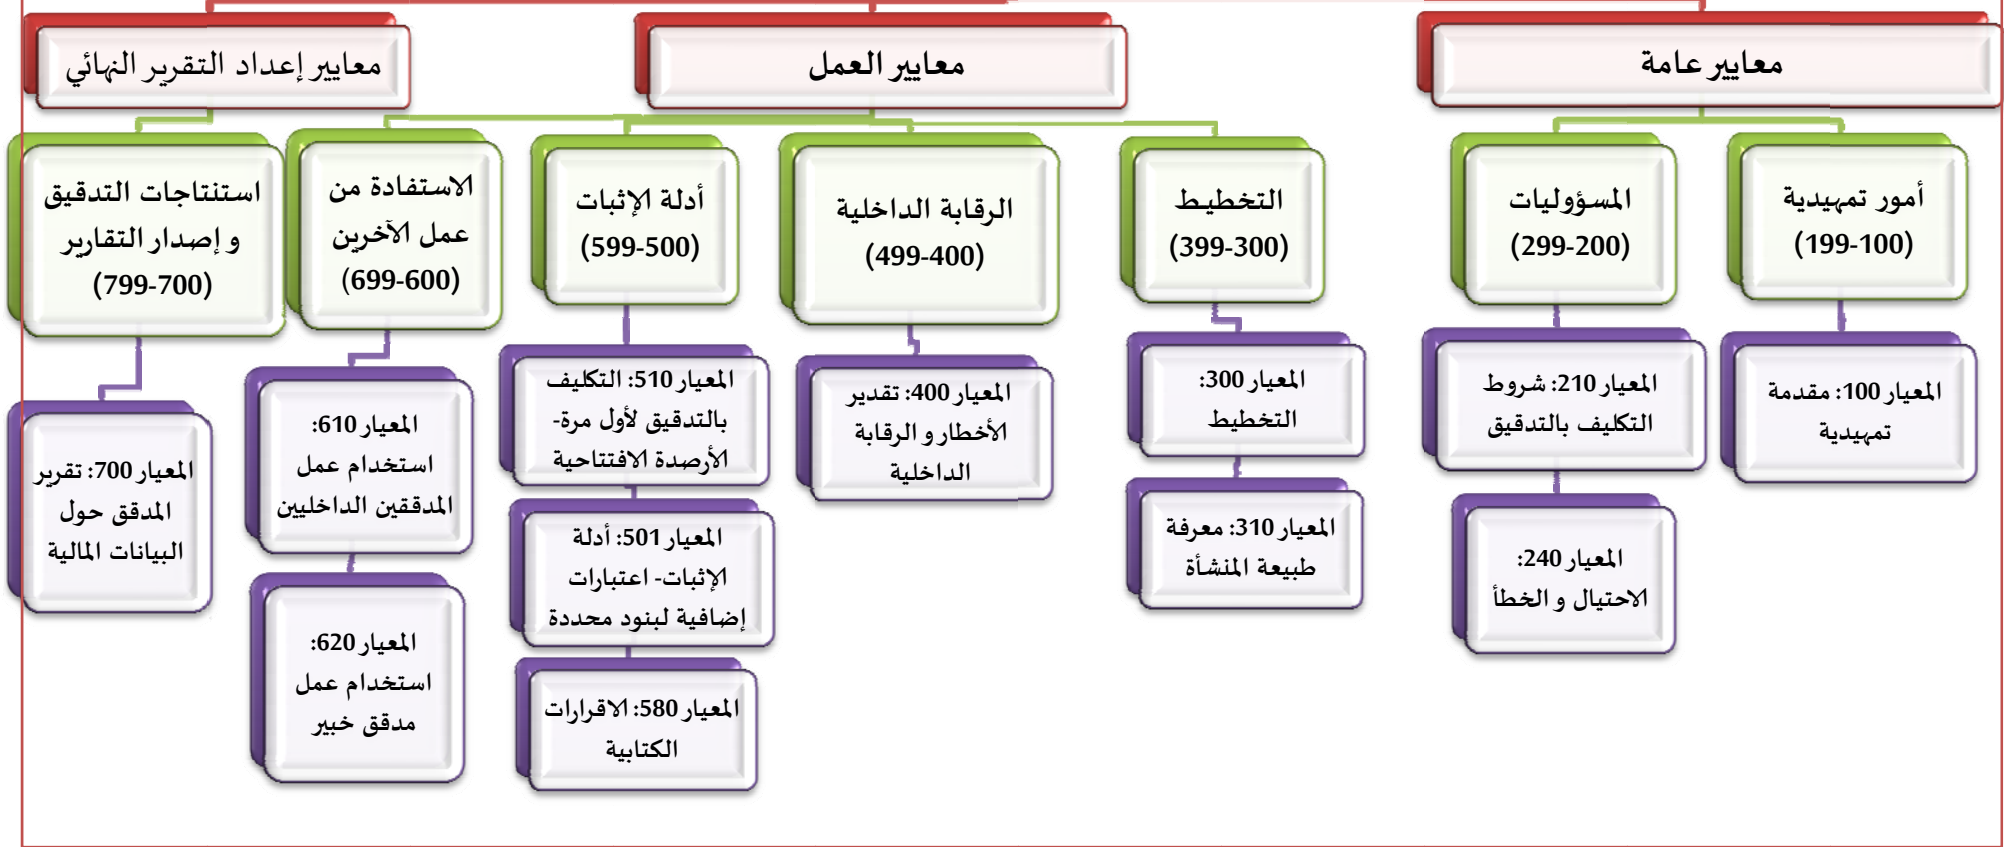 معايير عامة
معايير العمل
معايير إعداد التقرير النهائي
أمور تمهيدية
(100-199)
المسؤوليات
(200-299)
التخطيط
(300-399)
الرقابة الداخلية
(400-499)
أدلة الإثبات
(500-599)
الاستفادة من
عمل الآخرين
(600-699)
استنتاجات التدقيق
و إصدار التقارير
(700-799)
المعيار 100: مقدمة
تمهيدية
المعيار 210: شروط
التكليف بالتدقيق
المعيار 240:
الاحتيال و الخطأ
المعيار 300:
التخطيط
المعيار 310: معرفة
طبيعة المنشأة
المعيار 400: تقدير
الأخطار و الرقابة
الداخلية
المعيار 510: التكليف
بالتدقيق لأول مرة-
الأرصدة الافتتاحية
المعيار 501: أدلة
الإثبات- اعتبارات
إضافية لبنود محددة
المعيار 580: الاقرارات
الكتابية
المعيار 610:
استخدام عمل
المدققين الداخليين
المعيار 620:
استخدام عمل
مدقق خبير
المعيار 700: تقرير
المدقق حول
البيانات المالية